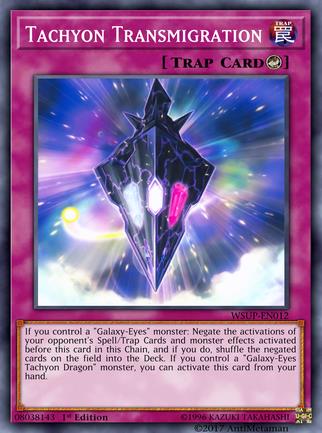 Tachyon Transmigration
TRAP
罠
[Trap Card]
WSUP-EN012
If you control a "Galaxy-Eyes" monster: Negate the activations of
your opponent's Spell/Trap Cards and monster effects activated
before this card in this Chain, and if you do, shuffle the negated
cards on the field into the Deck. If you control a "Galaxy-Eyes
Tachyon Dragon" monster, you can activate this card from your
hand.
08038143
1st Edition
©1996 KAZUKI TAKAHASHI
©2017 AntiMetaman